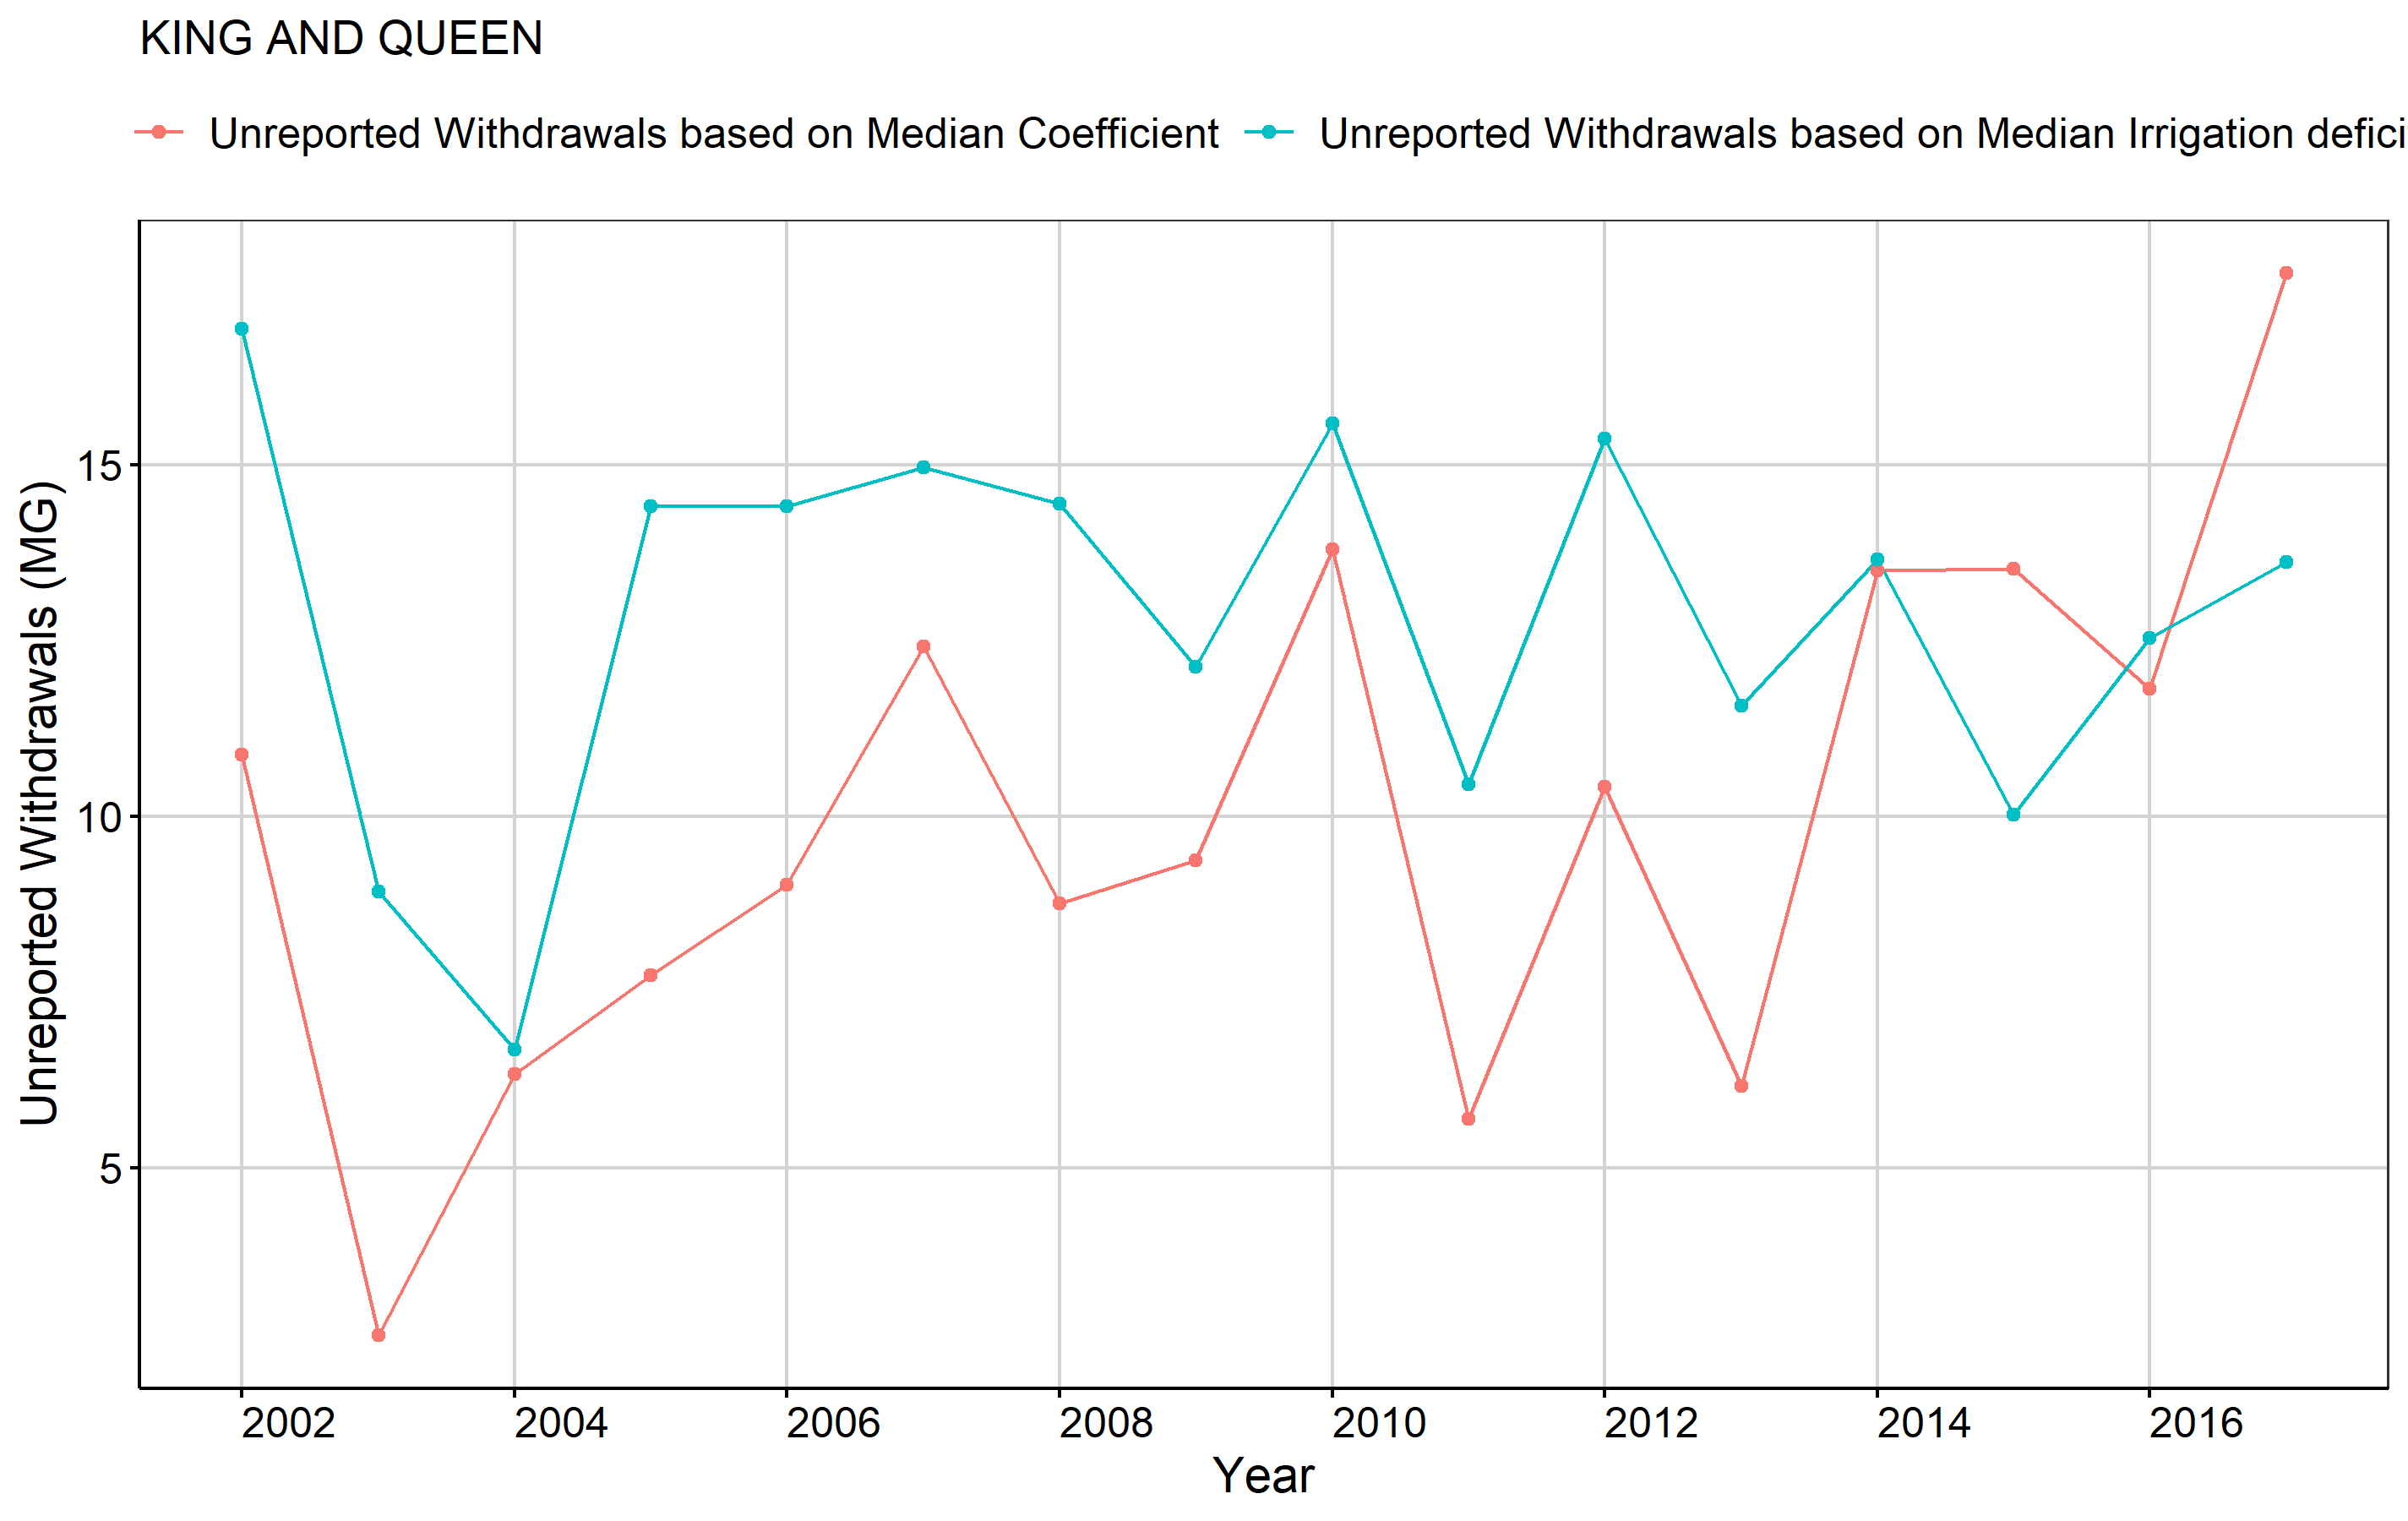 KING AND QUEEN
Unreported Withdrawals based on Median Coefficient Unreported Withdrawals based on Median Irrigation defici
Unreported Withdrawals (MG)
15
10
5
2002 2004 2006 2008 2010 2012 2014 2016
Year